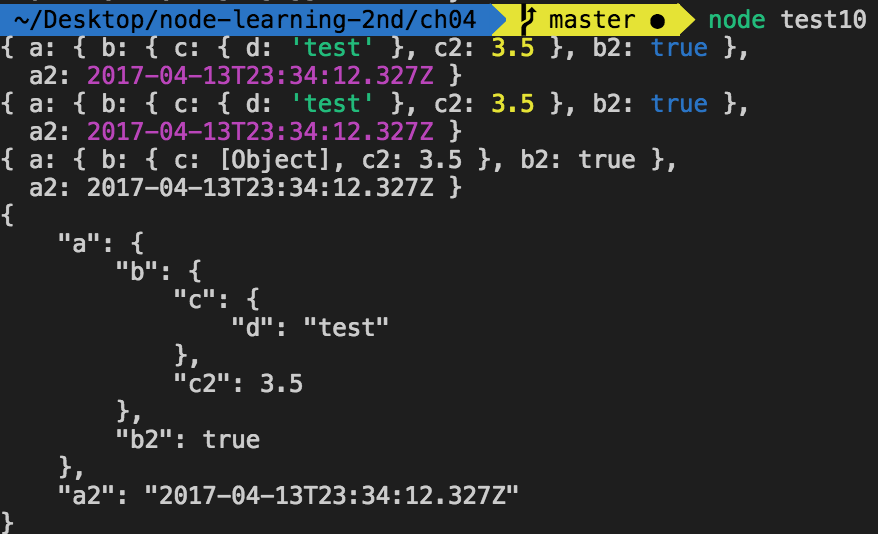 ~/Desktop/node-learning-2nd/ch04 master ● node test10
{ a: { b: { c: { d: 'test' }, c2: 3.5 }, b2: true },
  a2: 2017-04-13T23:34:12.327Z }
{ a: { b: { c: { d: 'test' }, c2: 3.5 }, b2: true },
  a2: 2017-04-13T23:34:12.327Z }
{ a: { b: { c: [Object], c2: 3.5 }, b2: true },
  a2: 2017-04-13T23:34:12.327Z }
{
    "a": {
        "b": {
            "c": {
                "d": "test"
            },
            "c2": 3.5
        },
        "b2": true
    },
    "a2": "2017-04-13T23:34:12.327Z"
}